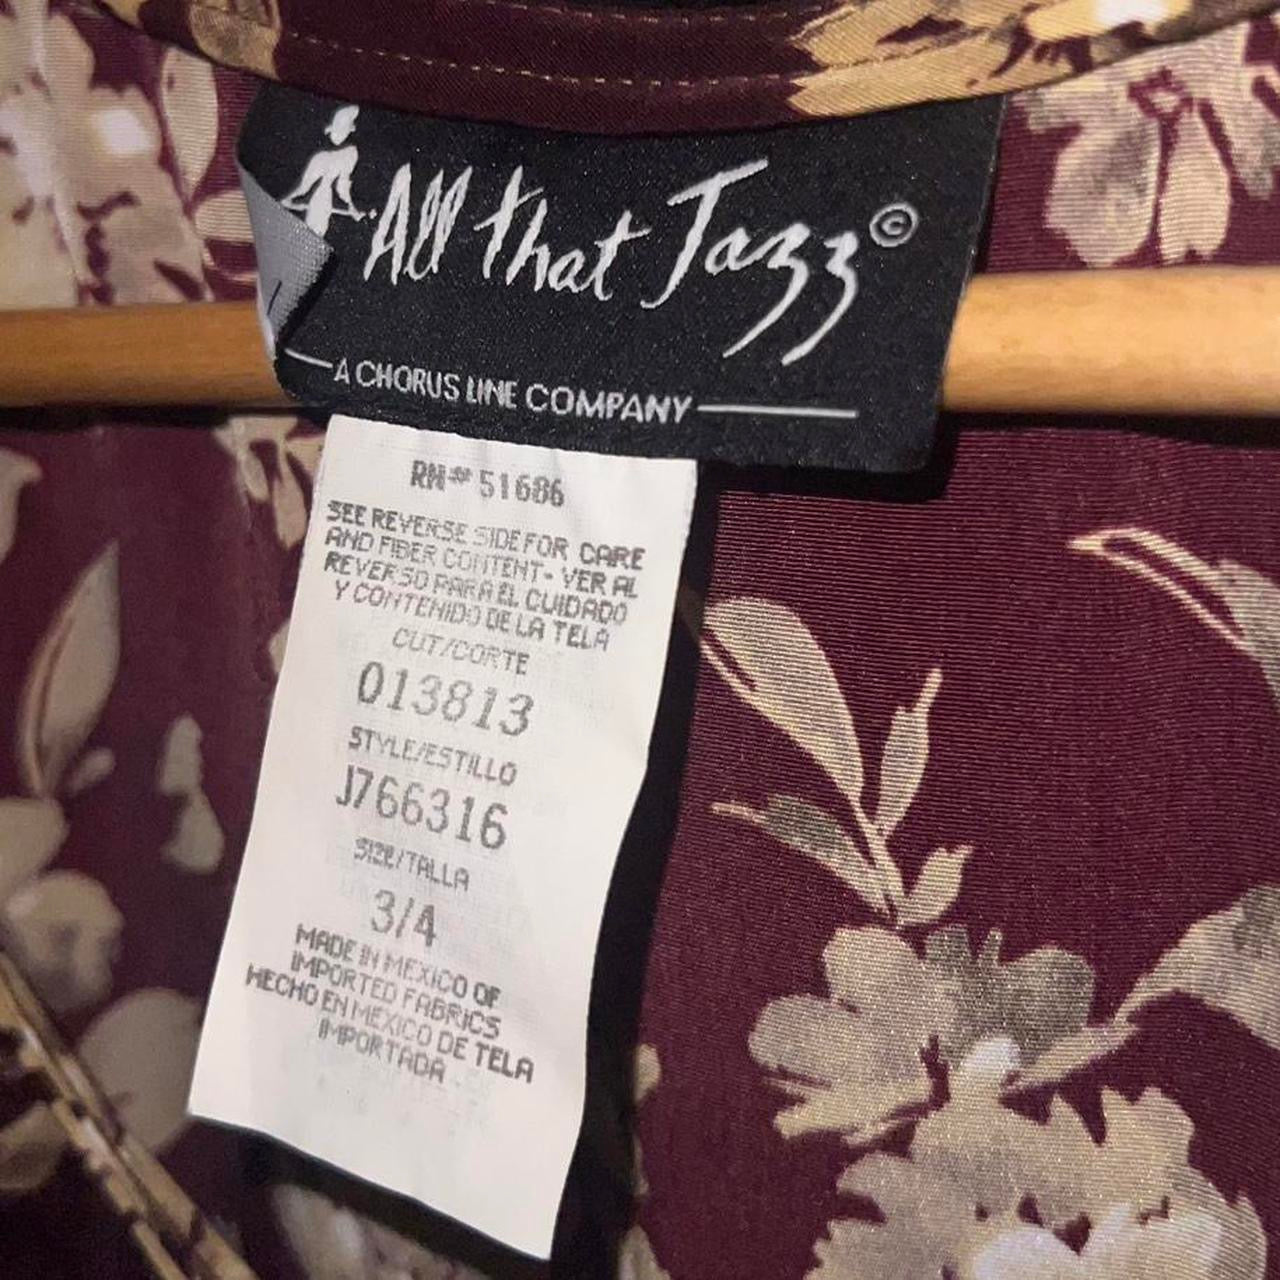 All that Jazz ©
A CHORUS LINE COMPANY
RN# 51686
SEE REVERSE SIDE FOR CARE
AND FIBER CONTENT- VER AL
REVERSO PARA EL CUIDADO
Y CONTENIDO DE LA TELA
CUT/CORTE
013813
STYLE/ESTILLO
J766316
SIZE/TALLA
3/4
MADE IN MEXICO OF
IMPORTED FABRICS
HECHO EN MEXICO DE TELA
IMPORTADA